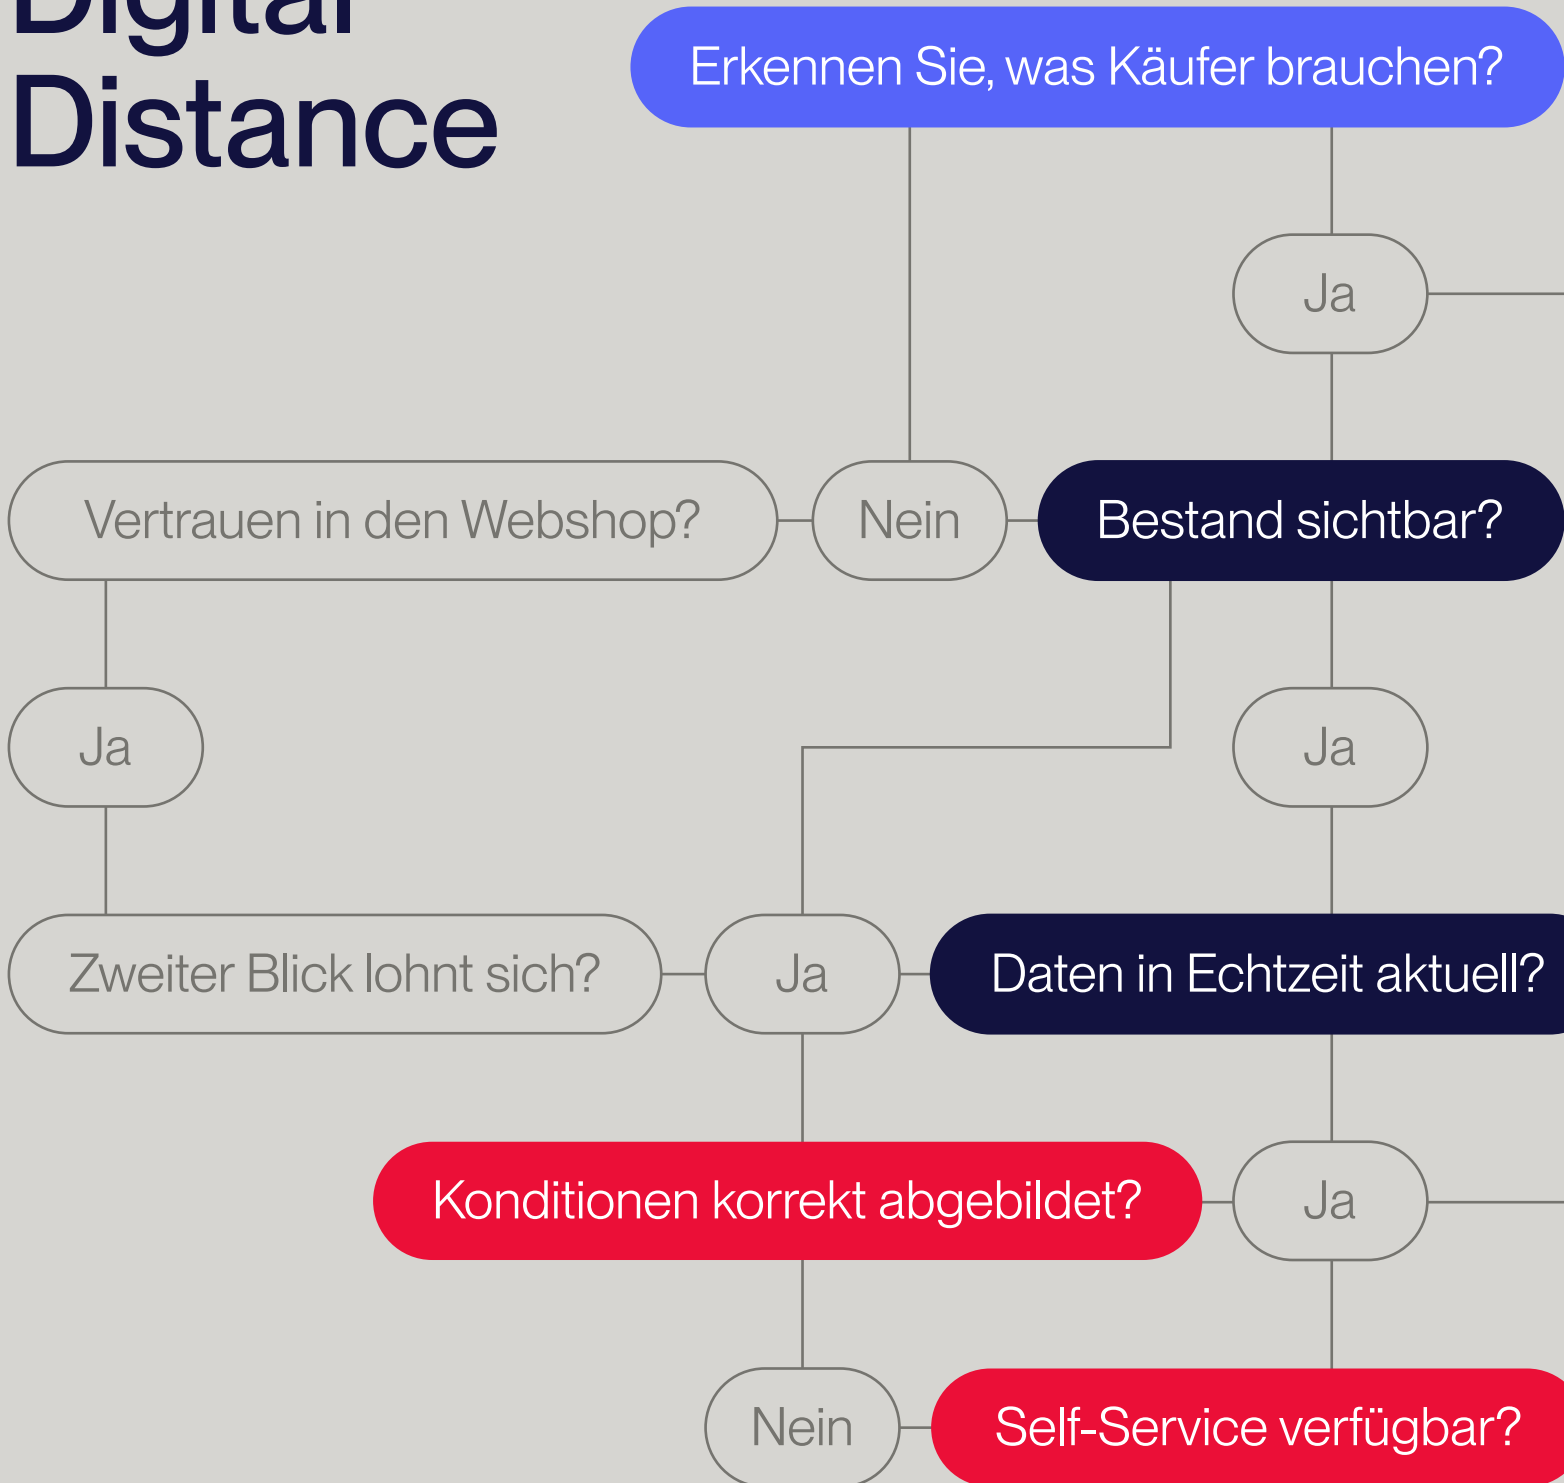 Digital
Distance
Erkennen Sie, was Käufer brauchen?
Ja
Vertrauen in den Webshop?
Nein
Bestand sichtbar?
Ja
Ja
Zweiter Blick lohnt sich?
Ja
Daten in Echtzeit aktuell?
Konditionen korrekt abgebildet?
Ja
Nein
Self-Service verfügbar?